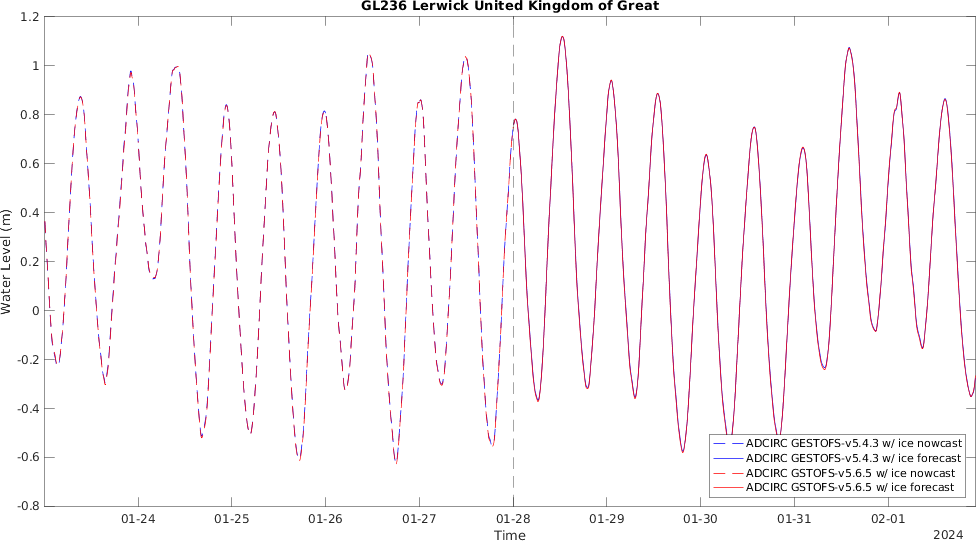 GL236 Lerwick United Kingdom of Great
1.2
1
0.8
0.6
0.4
0.2
0
-0.2
-0.4
-0.6
-0.8
Water Level (m)
ADCIRC GESTOFS-v5.4.3 w/ ice nowcast
ADCIRC GESTOFS-v5.4.3 w/ ice forecast
ADCIRC GSTOFS-v5.6.5 w/ ice nowcast
ADCIRC GSTOFS-v5.6.5 w/ ice forecast
01-24 01-25 01-26 01-27 01-28 01-29 01-30 01-31 02-01
Time
2024